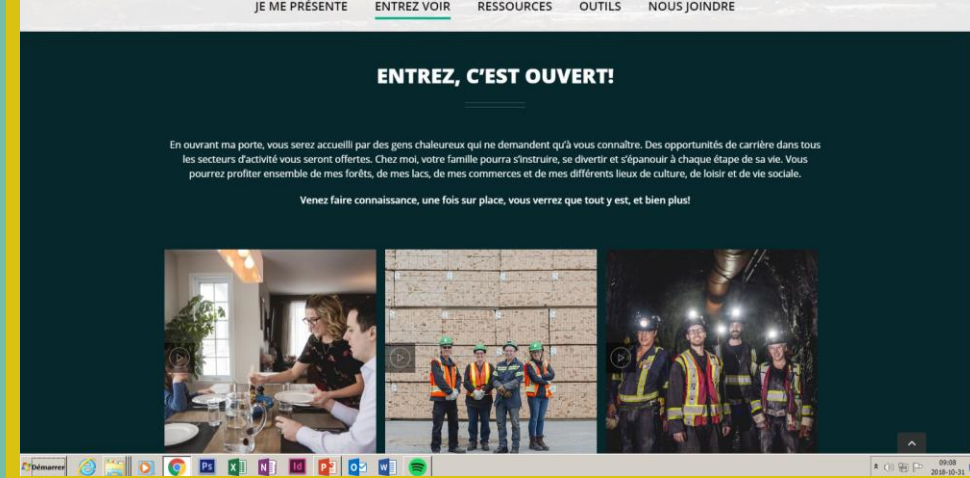 JE ME PRÉSENTE ENTREZ VOIR RESSOURCES OUTILS NOUS JOINDRE
ENTREZ, C'EST OUVERT!
En ouvrant ma porte, vous serez accueilli par des gens chaleureux qui ne demandent qu'à vous connaître. Des opportunités de carrière dans tous
les secteurs d'activité vous seront offertes. Chez moi, votre famille pourra s'instruire, se divertir et s'épanouir à chaque étape de sa vie. Vous
pourrez profiter ensemble de mes forêts, de mes lacs, de mes commerces et de mes différents lieux de culture, de loisir et de vie sociale.
Venez faire connaissance, une fois sur place, vous verrez que tout y est, et bien plus!
Démarrer
Ps
Id
09:08
2018-10-31